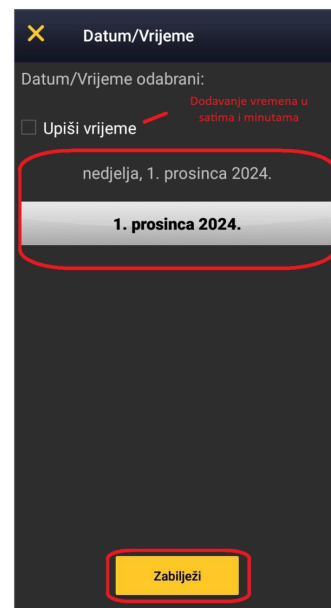 Datum/Vrijeme
Datum/Vrijeme odabrani:
Dodavanje vremena u
satima i minutama
Upiši vrijeme
nedjelja, 1. prosinca 2024.
1. prosinca 2024.
Zabilježi